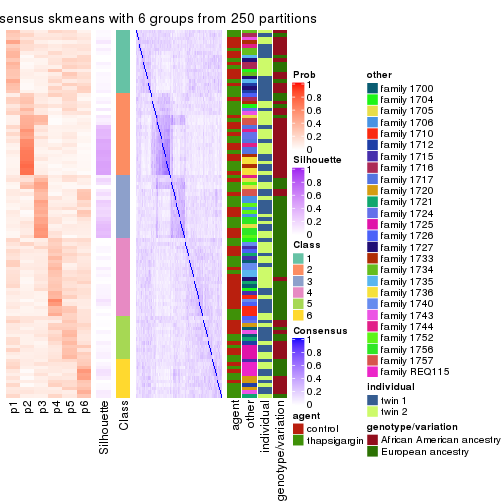 sensus skmeans with 6 groups from 250 partitions
p1
p2
p3
p4
p5
p6
Silhouette
Class
agent
other
individual
genotype/variation
Prob
1
0.8
0.6
0.4
0.2
0
Silhouette
1
0.8
0.6
0.4
0.2
0
Class
1
2
3
4
5
6
Consensus
1
0.8
0.6
0.4
0.2
0
agent
control
thapsigargin
other
family 1700
family 1704
family 1705
family 1706
family 1710
family 1712
family 1715
family 1716
family 1717
family 1720
family 1721
family 1724
family 1725
family 1726
family 1727
family 1733
family 1734
family 1735
family 1736
family 1740
family 1743
family 1744
family 1752
family 1756
family 1757
family REQ115
individual
twin 1
twin 2
genotype/variation
African American ancestry
European ancestry